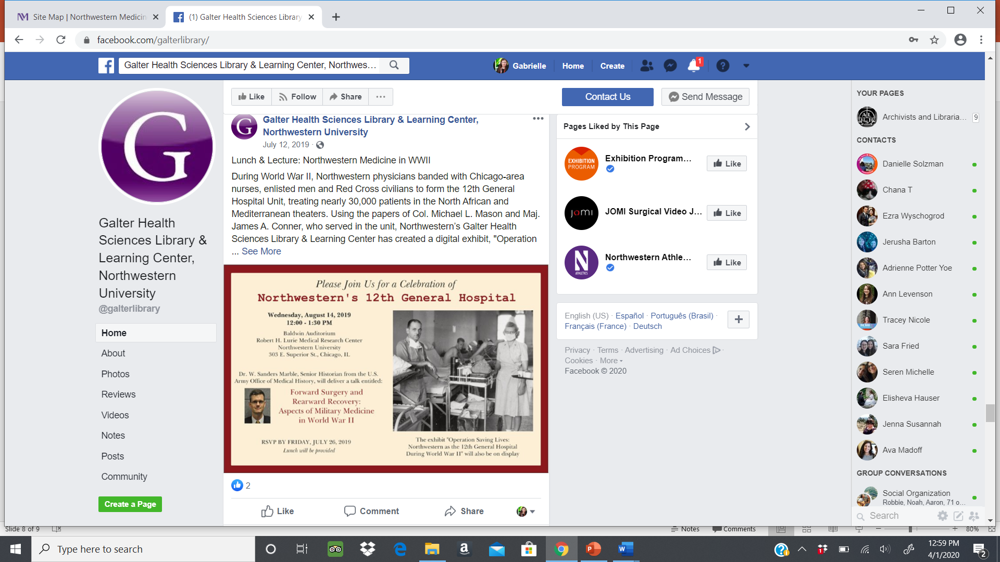 Site Map | Northwestern Medicin
(1) Galter Health Sciences Library
facebook.com/galterlibrary/
Galter Health Sciences Library & Learning Center, Northwes...
Gabrielle
Home
Create
1
Like
Follow
Share
Contact Us
Send Message
G
Galter Health
Sciences Library &
Learning Center,
Northwestern
University
@galterlibrary
Home
About
Photos
Reviews
Videos
Notes
Posts
Community
Create a Page
G
Galter Health Sciences Library & Learning Center,
Northwestern University
July 12, 2019
Lunch & Lecture: Northwestern Medicine in WWII
During World War II, Northwestern physicians banded with Chicago-area
nurses, enlisted men and Red Cross civilians to form the 12th General
Hospital Unit, treating nearly 30,000 patients in the North African and
Mediterranean theaters. Using the papers of Col. Michael L. Mason and Maj.
James A. Conner, who served in the unit, Northwestern’s Galter Health
Sciences Library & Learning Center has created a digital exhibit, "Operation
... See More
Please Join Us for a Celebration of
Northwestern's 12th General Hospital
Wednesday, August 14, 2019
12:00 - 1:30 PM
Baldwin Auditorium
Robert H. Lurie Medical Research Center
Northwestern University
303 E. Superior St., Chicago, IL
Dr. W. Sanders Marble, Senior Historian from the U.S.
Army Office of Medical History, will deliver a talk entitled:
Forward Surgery and
Rearward Recovery:
Aspects of Military Medicine
in World War II
RSVP BY FRIDAY, JULY 26, 2019
Lunch will be provided
The exhibit "Operation Saving Lives:
Northwestern as the 12th General Hospital
During World War II" will also be on display
2
Like
Comment
Share
Pages Liked by This Page
EXHIBITION
PROGRAM
Exhibition Program...
Like
jomi
JOMI Surgical Video J...
Like
N
ATHLETICS
Northwestern Athle...
Like
English (US) · Español · Português (Brasil) ·
Français (France) · Deutsch
Privacy · Terms · Advertising · Ad Choices ·
Cookies · More
Facebook © 2020
YOUR PAGES
Archivists and Libraria... 9
CONTACTS
Danielle Solzman
Chana T
Ezra Wyschogrod
Jerusha Barton
Adrienne Potter Yoe
Ann Levenson
Tracey Nicole
Sara Fried
Seren Michelle
Elisheva Hauser
Jenna Susannah
Ava Madoff
GROUP CONVERSATIONS
Social Organization
Robbie, Noah, Aaron, 71 o...
Search
Slide 8 of 9
Notes
Comments
80%
Type here to search
12:59 PM
4/1/2020
2